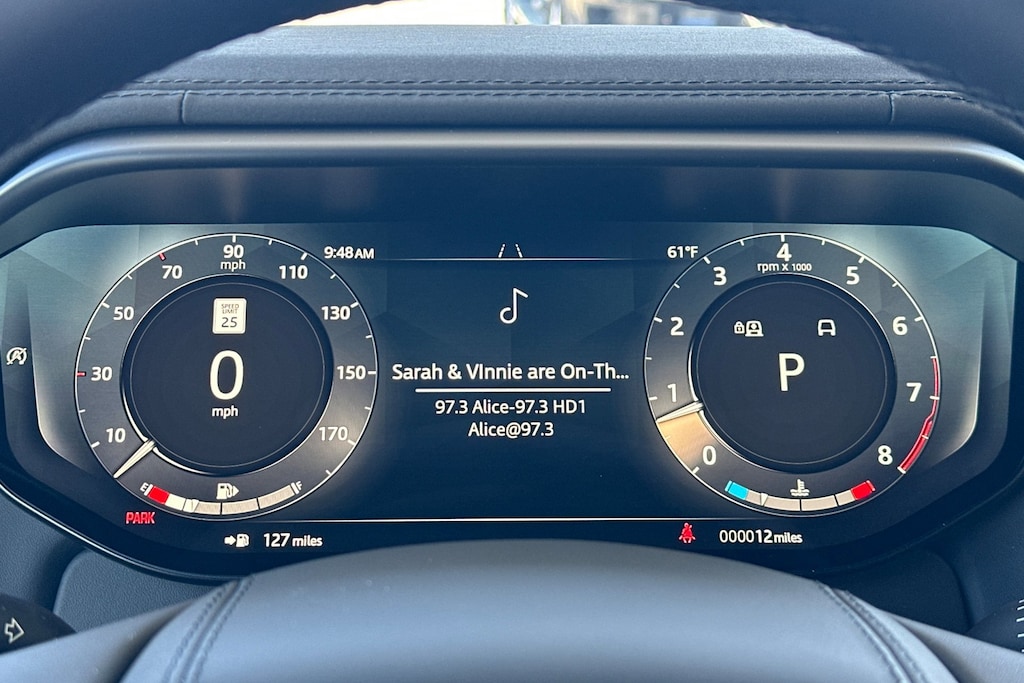 9:48AM
61°F
10
30
50
70
90
mph
110
130
150
170
SPEED
LIMIT
25
0
mph
E
F
PARK
127 miles
Sarah & VInnie are On-Th...
97.3 Alice-97.3 HD1
Alice@97.3
0
1
2
3
4
rpm x 1000
5
6
7
8
P
000012miles